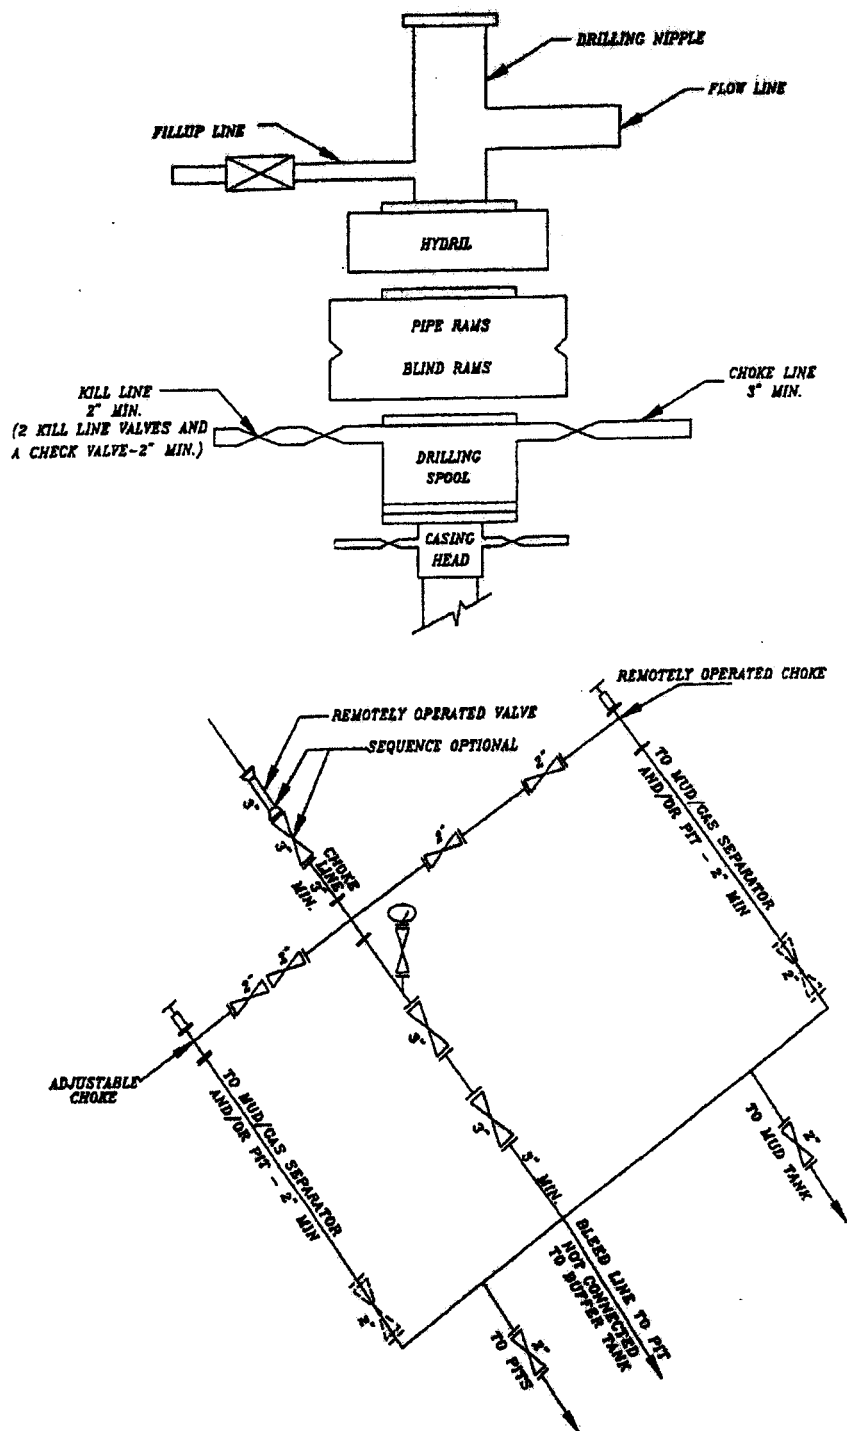 DRILLING NIPPLE
FLOW LINE
FILLUP LINE
HYDRIL
PIPE RAMS
BLIND RAMS
KILL LINE
2" MIN.
(2 KILL LINE VALVES AND
A CHECK VALVE-2" MIN.)
CHOKE LINE
3" MIN.
DRILLING
SPOOL
CASING
HEAD
REMOTELY OPERATED CHOKE
REMOTELY OPERATED VALVE
SEQUENCE OPTIONAL
3"
3"
CHOKE
LINE
3"
MIN.
2"
2"
TO MUD/GAS SEPARATOR
AND/OR PIT - 2" MIN
2"
2"
2"
ADJUSTABLE
CHOKE
TO MUD/GAS SEPARATOR
AND/OR PIT - 2"
MIN
2"
3"
3"
3" MIN.
BLEED LINE TO PIT
NOT CONNECTED
TO BUFFER TANK
2"
TO MUD TANK
2"
TO PITS